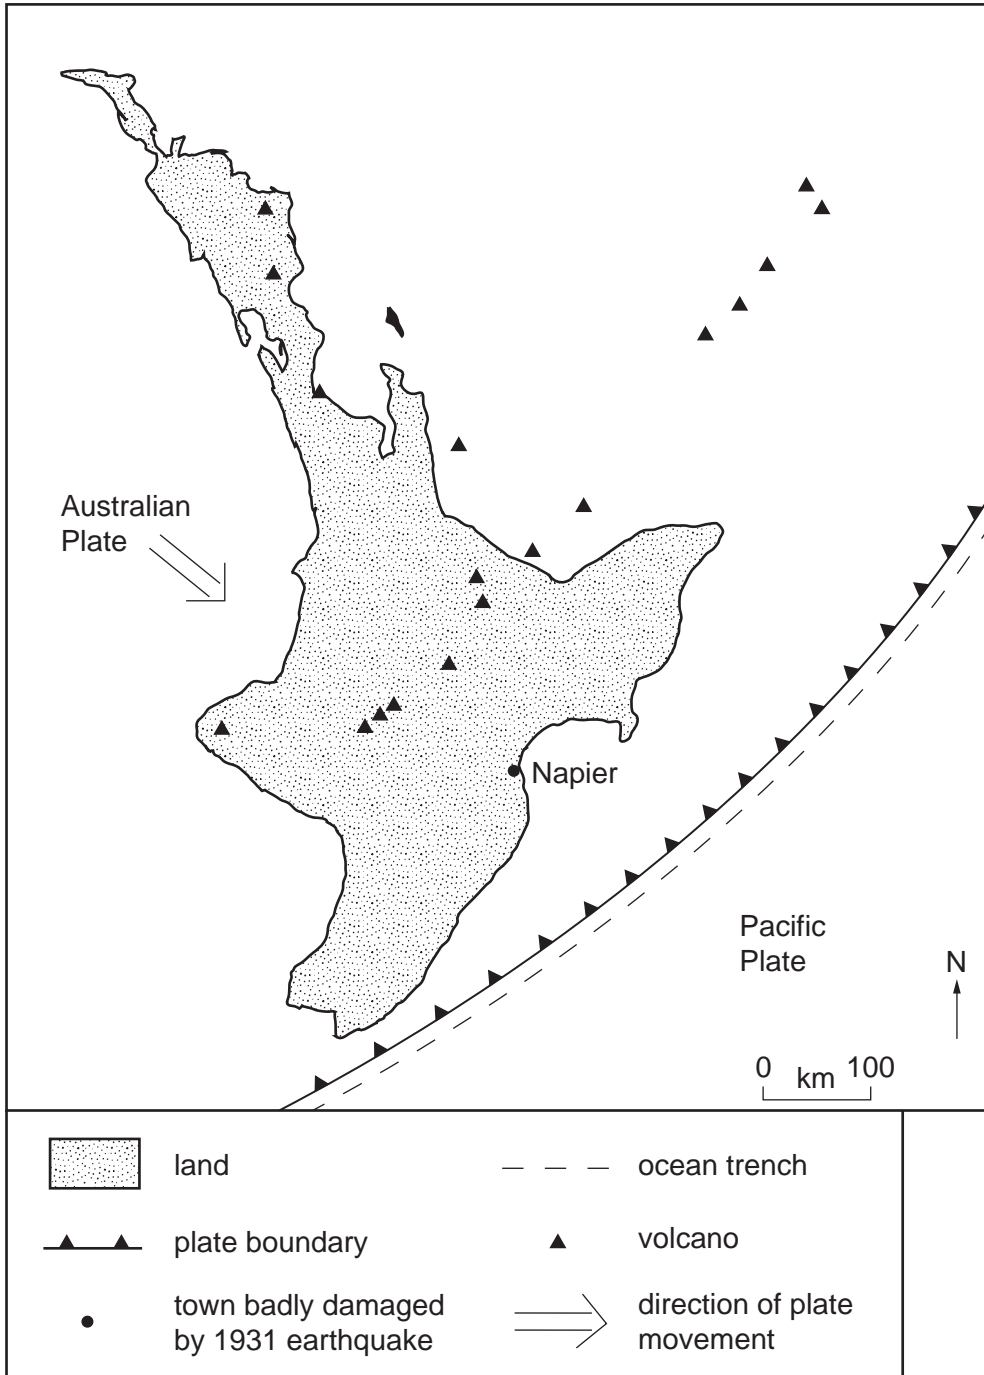 Australian
Plate
Napier
Pacific
Plate
N
0 km 100
land
ocean trench
plate boundary
volcano
town badly damaged
by 1931 earthquake
direction of plate
movement